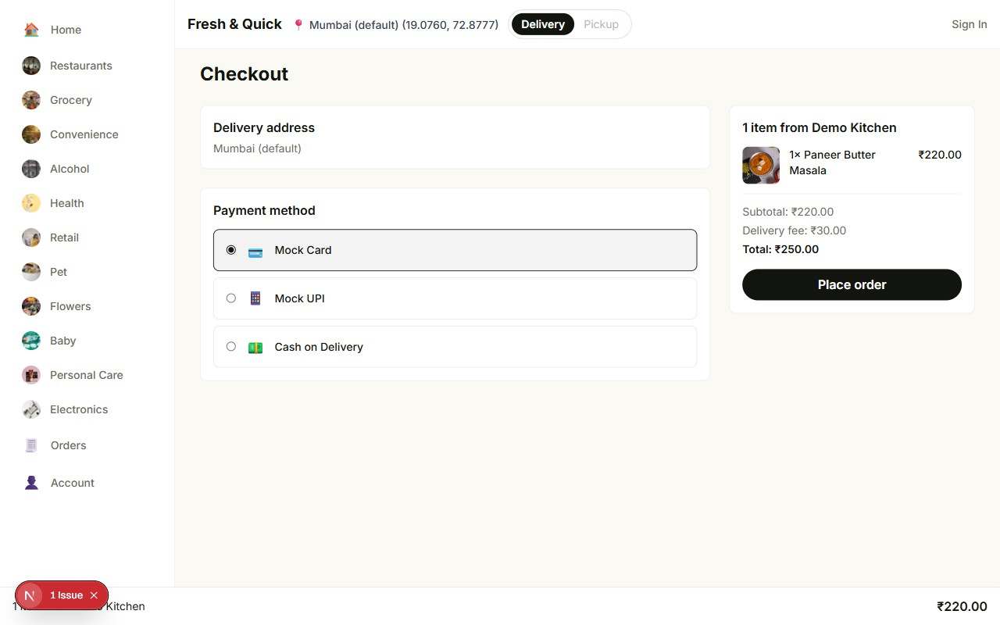 Home
Restaurants
Grocery
Convenience
Alcohol
Health
Retail
Pet
Flowers
Baby
Personal Care
Electronics
Orders
Account
Fresh & Quick
Mumbai (default) (19.0760, 72.8777)
Delivery
Pickup
Sign In
Checkout
Delivery address
Mumbai (default)
Payment method
Mock Card
Mock UPI
Cash on Delivery
1 item from Demo Kitchen
1× Paneer Butter
Masala
₹220.00
Subtotal: ₹220.00
Delivery fee: ₹30.00
Total: ₹250.00
Place order
N 1 Issue
1 Kitchen
₹220.00